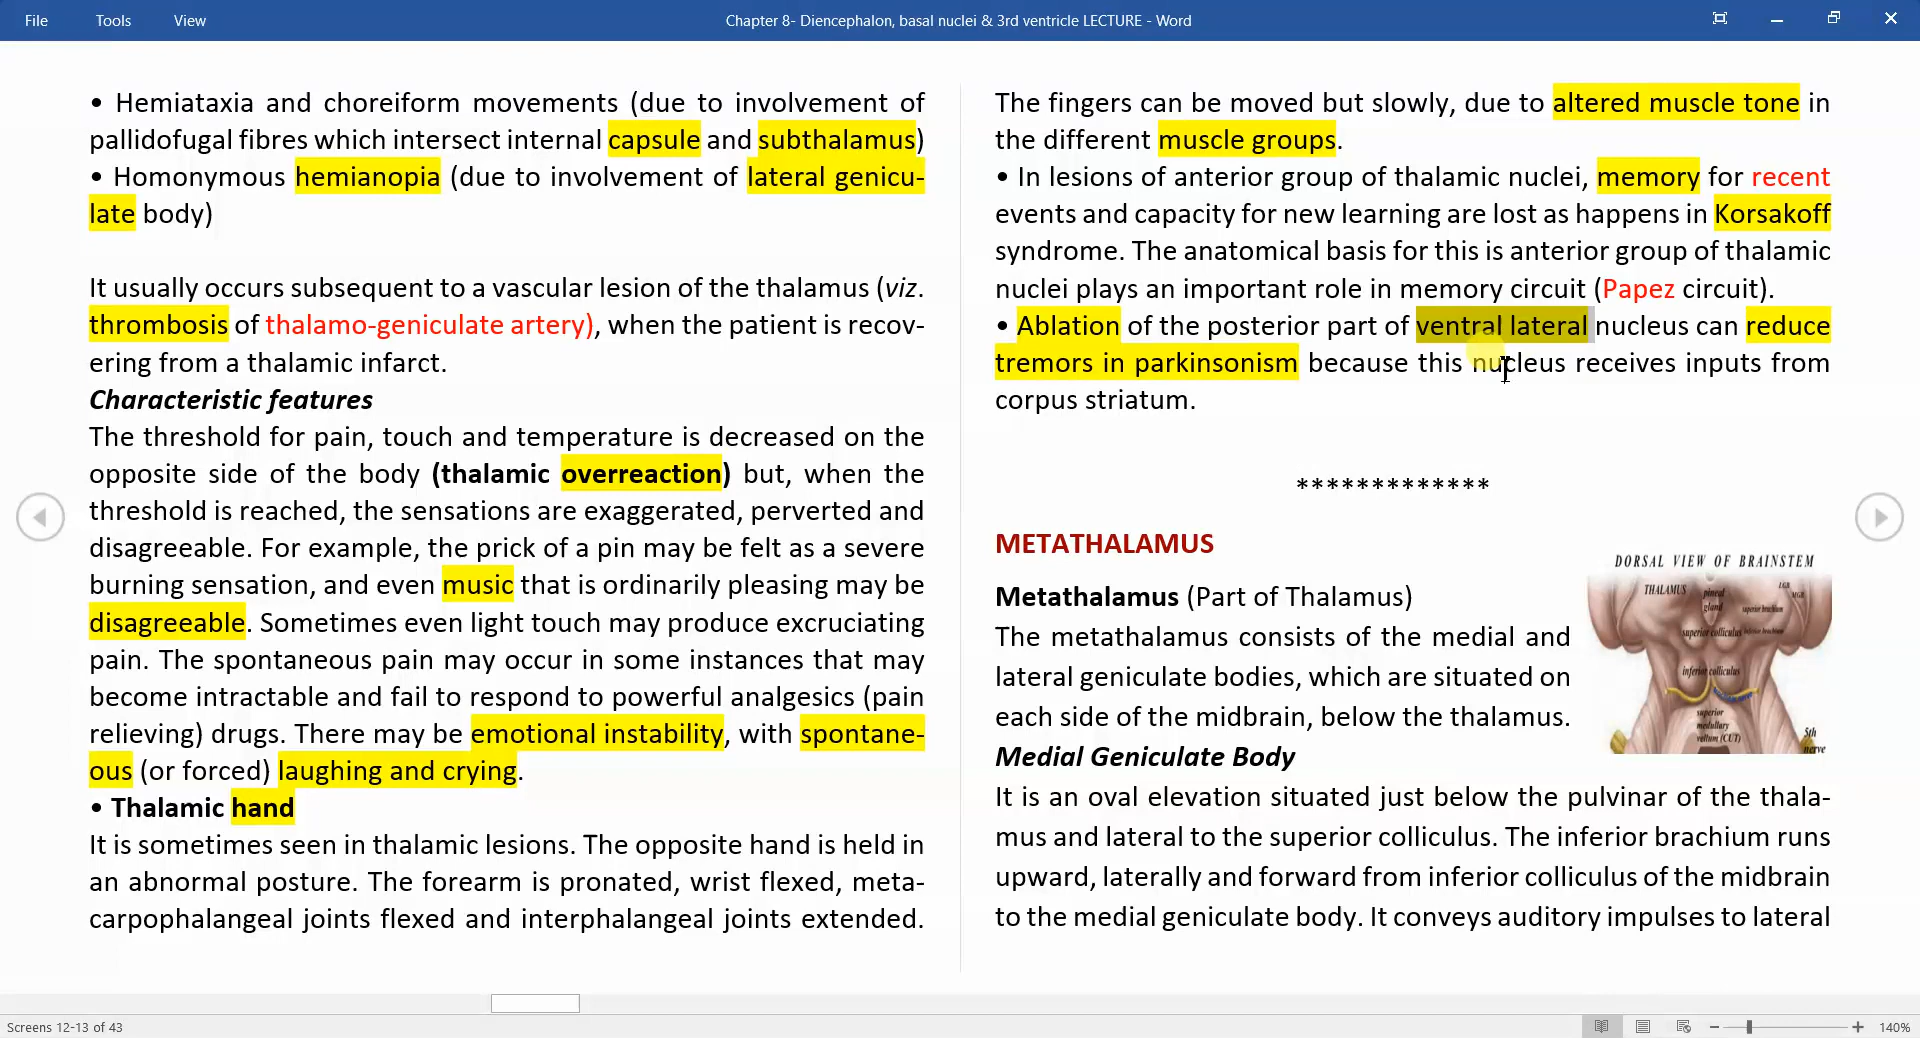 File Tools View Chapter 8- Diencephalon, basal nuclei & 3rd ventricle LECTURE - Word
• Hemiataxia and choreiform movements (due to involvement of
pallidofugal fibres which intersect internal capsule and subthalamus)
• Homonymous hemianopia (due to involvement of lateral genicu-
late body)
It usually occurs subsequent to a vascular lesion of the thalamus (viz.
thrombosis of thalamo-geniculate artery), when the patient is recov-
ering from a thalamic infarct.
Characteristic features
The threshold for pain, touch and temperature is decreased on the
opposite side of the body (thalamic overreaction) but, when the
threshold is reached, the sensations are exaggerated, perverted and
disagreeable. For example, the prick of a pin may be felt as a severe
burning sensation, and even music that is ordinarily pleasing may be
disagreeable. Sometimes even light touch may produce excruciating
pain. The spontaneous pain may occur in some instances that may
become intractable and fail to respond to powerful analgesics (pain
relieving) drugs. There may be emotional instability, with spontane-
ous (or forced) laughing and crying.
• Thalamic hand
It is sometimes seen in thalamic lesions. The opposite hand is held in
an abnormal posture. The forearm is pronated, wrist flexed, meta-
carpophalangeal joints flexed and interphalangeal joints extended.
The fingers can be moved but slowly, due to altered muscle tone in
the different muscle groups.
• In lesions of anterior group of thalamic nuclei, memory for recent
events and capacity for new learning are lost as happens in Korsakoff
syndrome. The anatomical basis for this is anterior group of thalamic
nuclei plays an important role in memory circuit (Papez circuit).
• Ablation of the posterior part of ventral lateral nucleus can reduce
tremors in parkinsonism because this nucleus receives inputs from
corpus striatum.
*************
METATHALAMUS
Metathalamus (Part of Thalamus)
The metathalamus consists of the medial and
lateral geniculate bodies, which are situated on
each side of the midbrain, below the thalamus.
Medial Geniculate Body
It is an oval elevation situated just below the pulvinar of the thala-
mus and lateral to the superior colliculus. The inferior brachium runs
upward, laterally and forward from inferior colliculus of the midbrain
to the medial geniculate body. It conveys auditory impulses to lateral
DORSAL VIEW OF BRAINSTEM
THALAMUS
pineal
gland
LGB
MGB
superior brachium
superior colliculus
inferior brachium
inferior colliculus
superior
medullary
vellum (CUT)
5th
nerve
Screens 12-13 of 43
140%